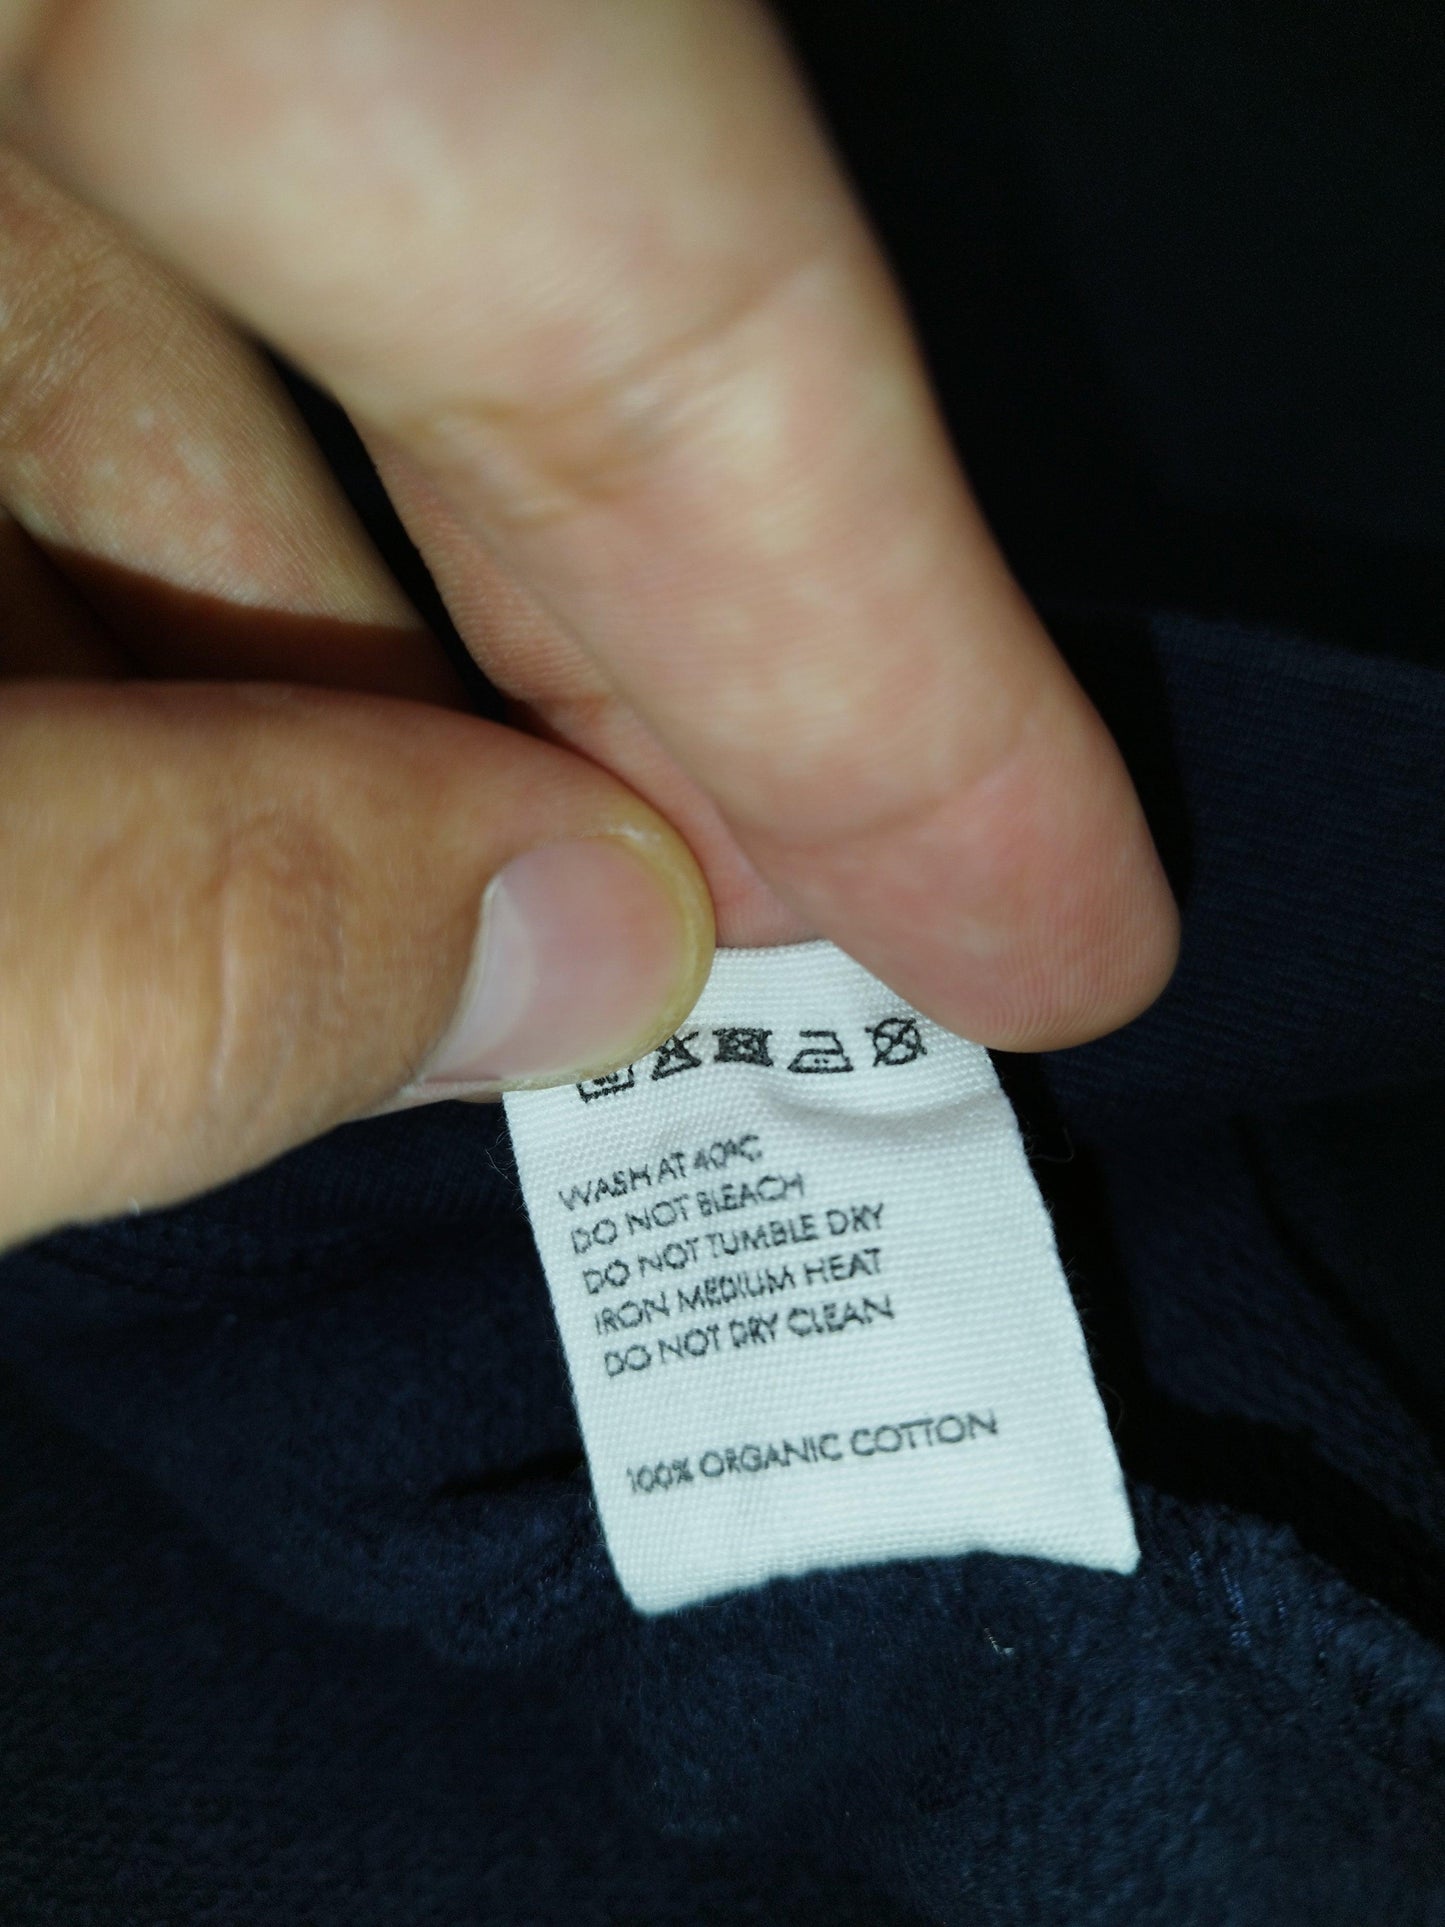 WASH AT 40°C
DO NOT BLEACH
DO NOT TUMBLE DRY
IRON MEDIUM HEAT
DO NOT DRY CLEAN
100% ORGANIC COTTON